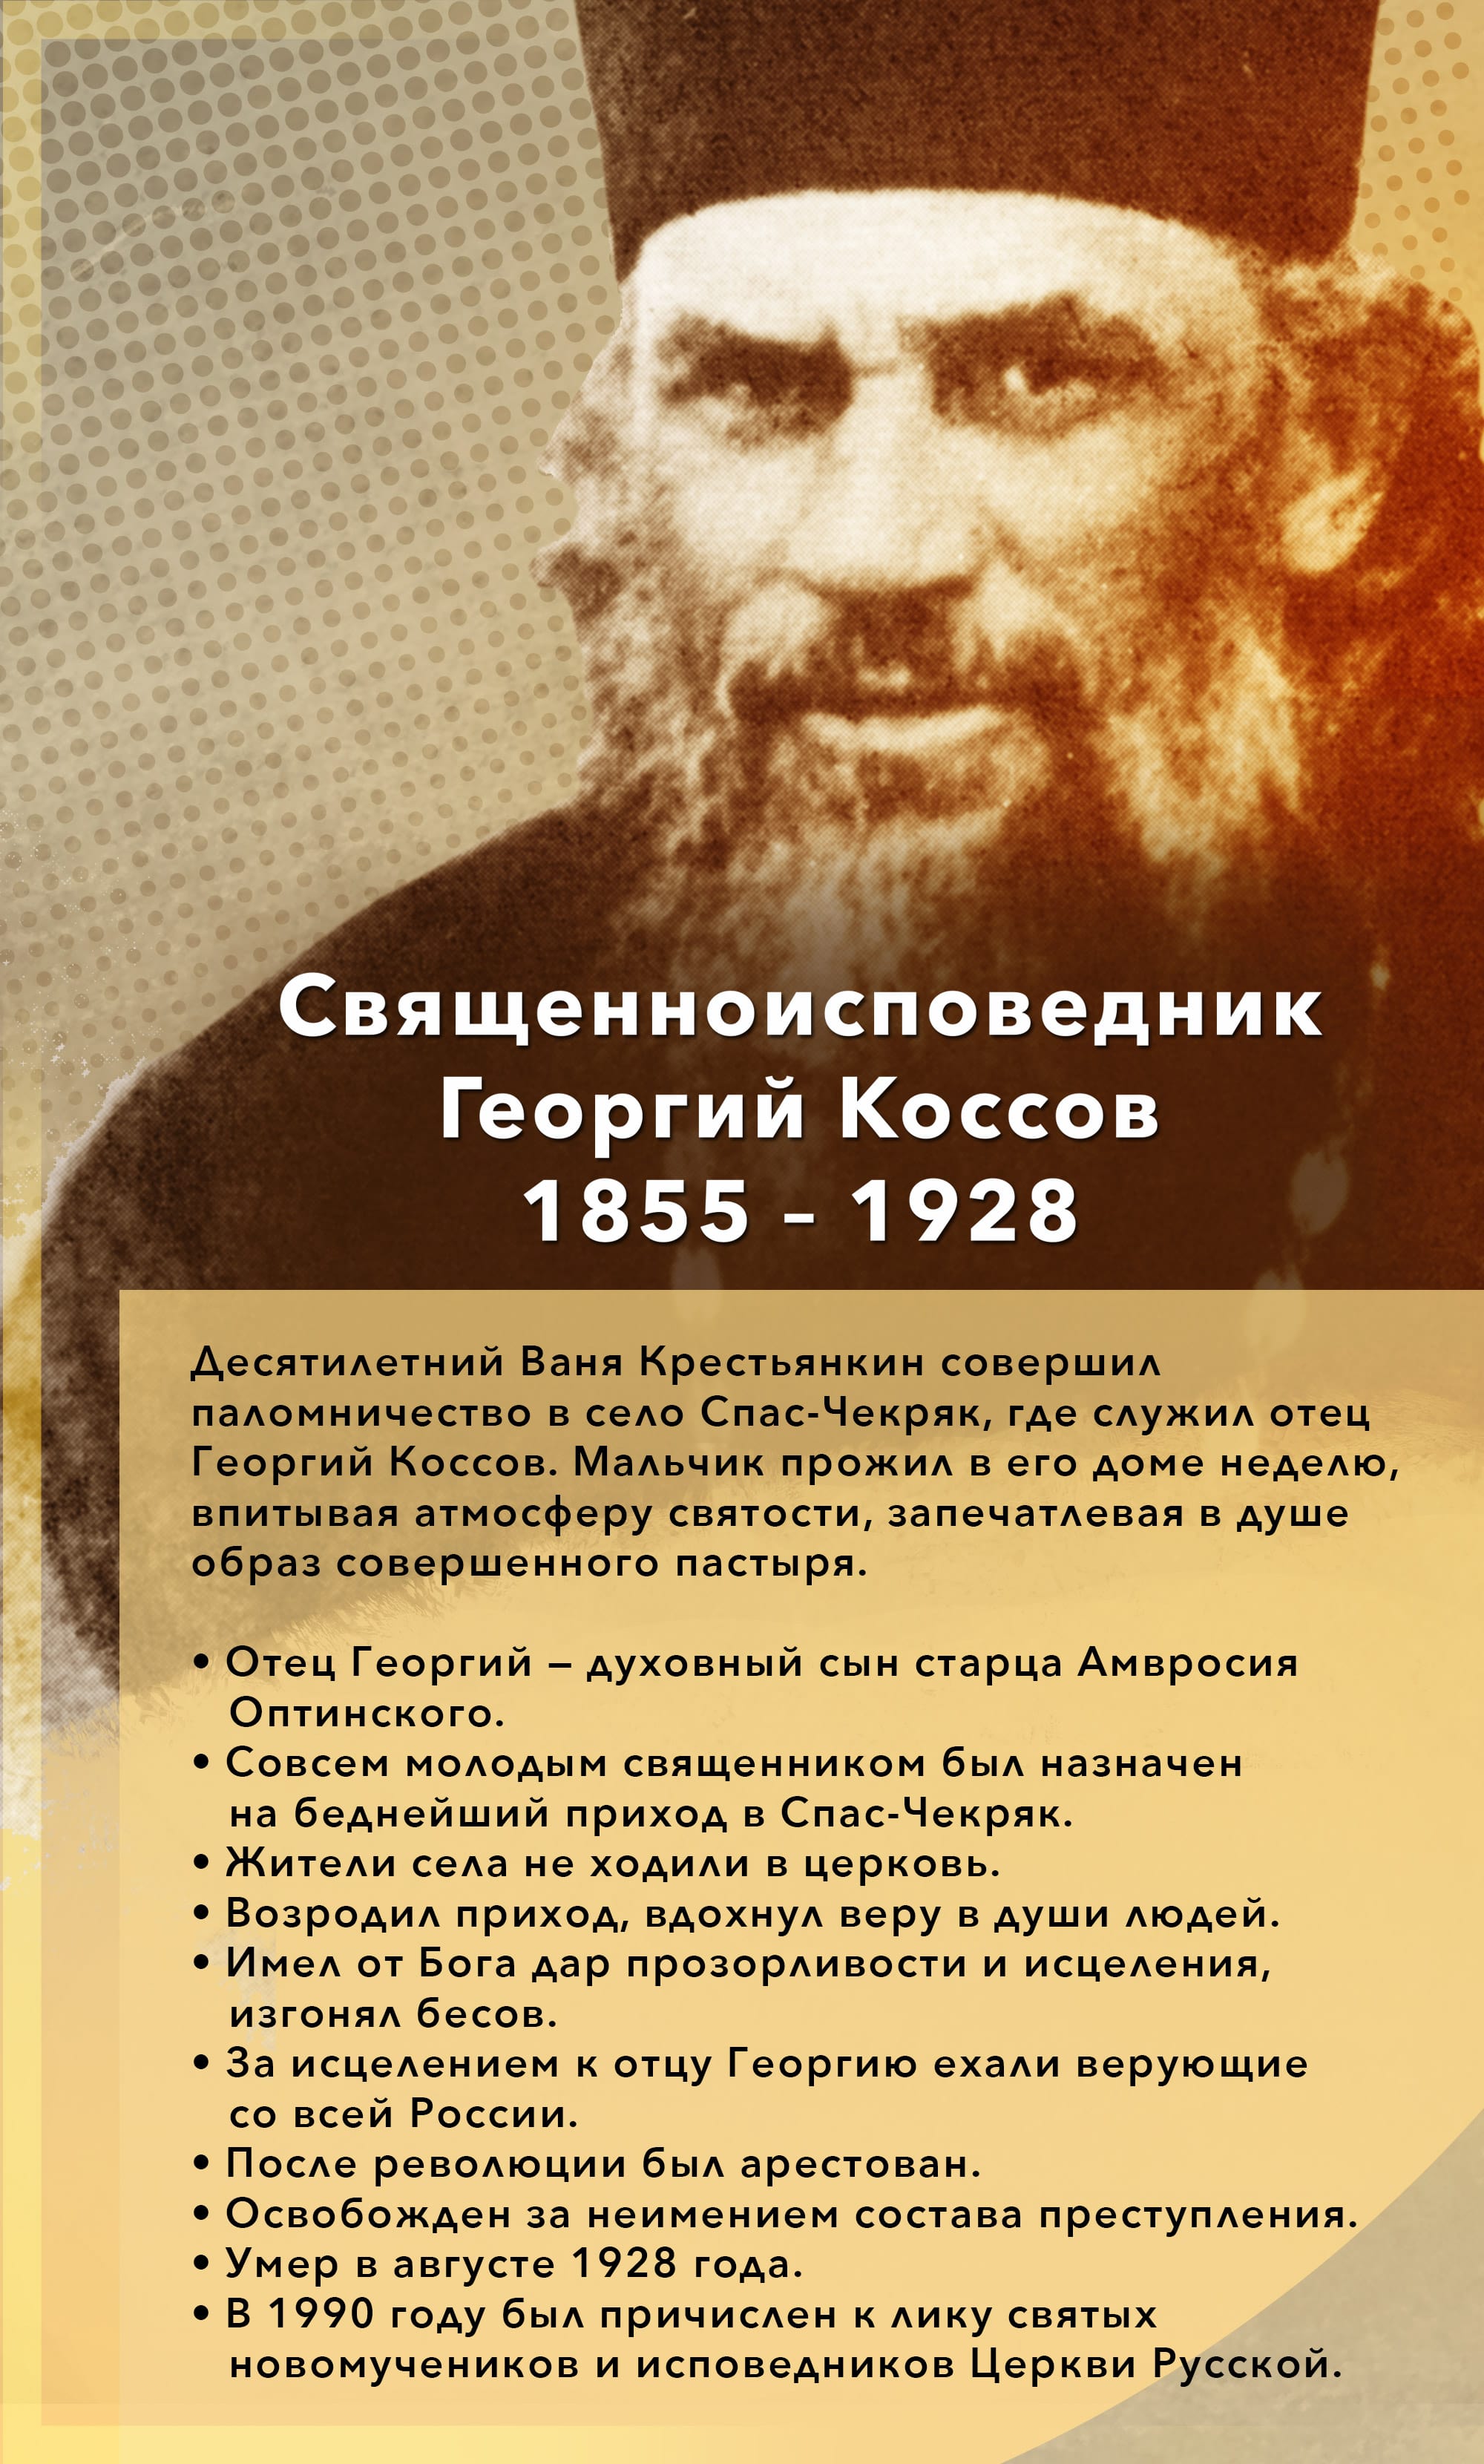 Священноисповедник
Георгий Коссов
1855 – 1928
Десятилетний Ваня Крестьянкин совершил
паломничество в село Спас-Чекряк, где служил отец
Георгий Коссов. Мальчик прожил в его доме неделю,
впитывая атмосферу святости, запечатлевая в душе
образ совершенного пастыря.
• Отец Георгий – духовный сын старца Амвросия
Оптинского.
• Совсем молодым священником был назначен
на беднейший приход в Спас-Чекряк.
• Жители села не ходили в церковь.
• Возродил приход, вдохнул веру в души людей.
• Имел от Бога дар прозорливости и исцеления,
изгонял бесов.
• За исцелением к отцу Георгию ехали верующие
со всей России.
• После революции был арестован.
• Освобожден за неимением состава преступления.
• Умер в августе 1928 года.
• В 1990 году был причислен к лику святых
новомучеников и исповедников Церкви Русской.